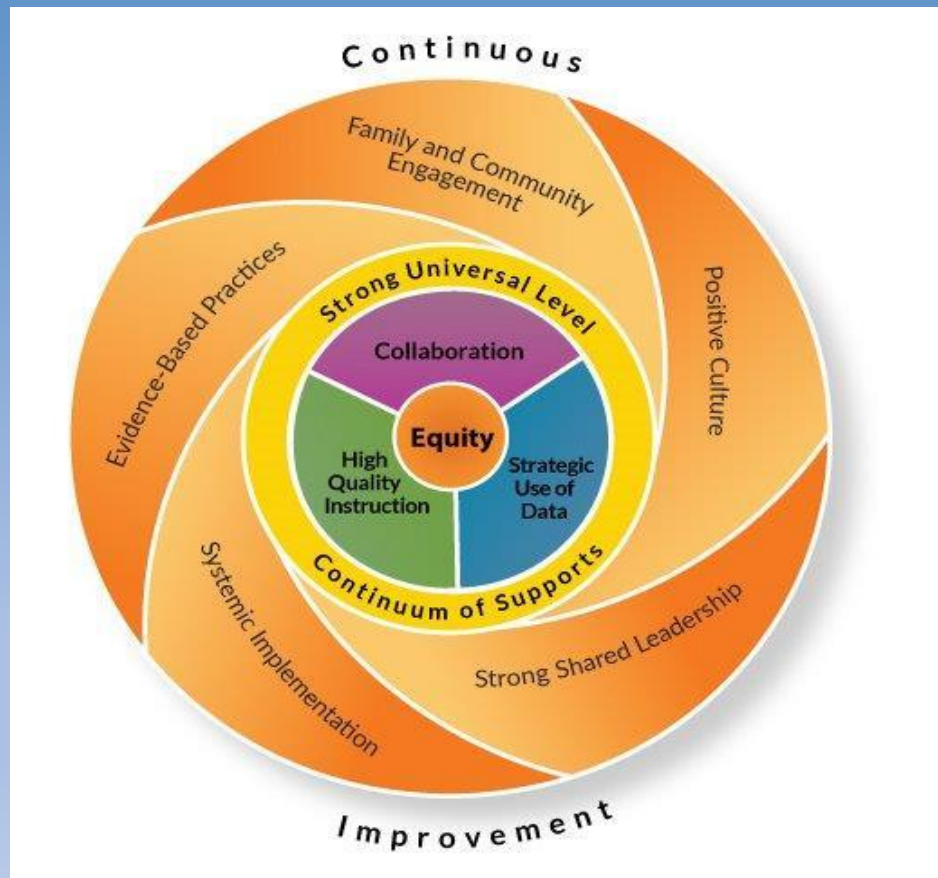 Continuous
Family and Community
Engagement
Positive Culture
Evidence-Based Practices
Strong Universal Level
Collaboration
Equity
High
Quality
Instruction
Strategic
Use of
Data
Continuum of Supports
Systemic Implementation
Strong Shared Leadership
Improvement